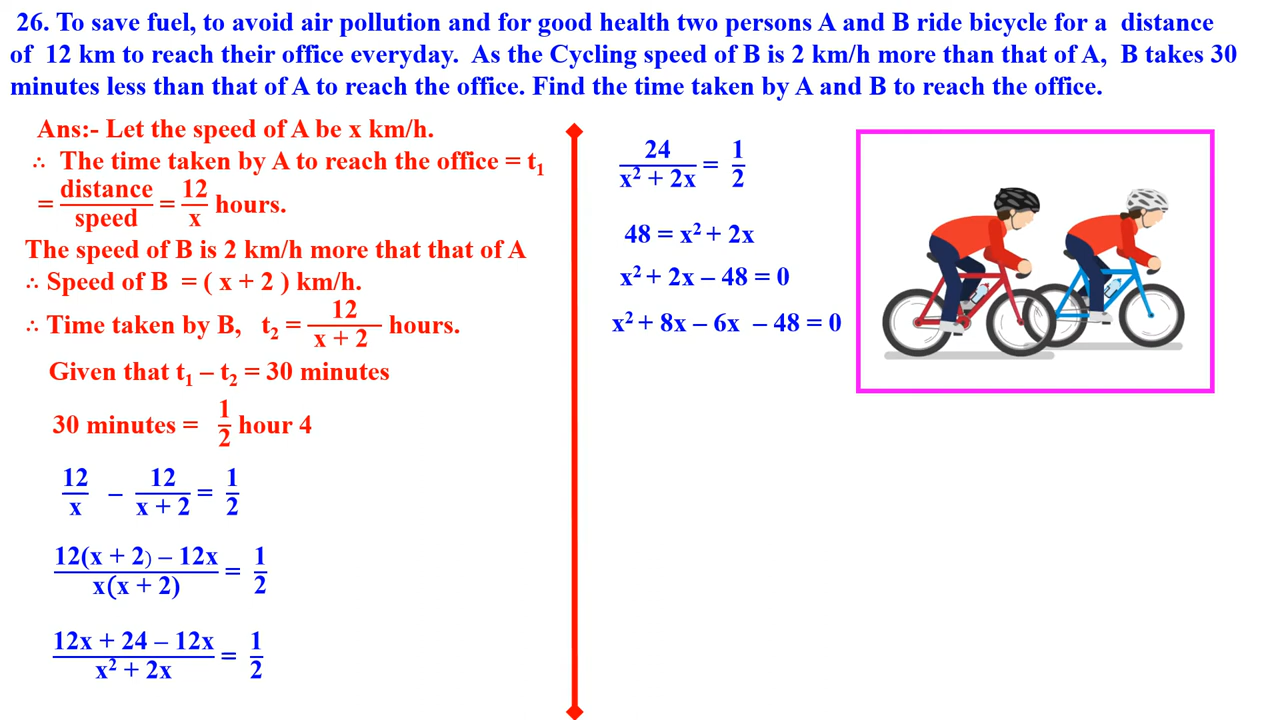 26. To save fuel, to avoid air pollution and for good health two persons A and B ride bicycle for a distance
of 12 km to reach their office everyday. As the Cycling speed of B is 2 km/h more than that of A, B takes 30
minutes less than that of A to reach the office. Find the time taken by A and B to reach the office.
Ans:- Let the speed of A be x km/h.
∴ The time taken by A to reach the office = t₁
= distance/speed = 12/x hours.
The speed of B is 2 km/h more that that of A
∴ Speed of B = ( x + 2 ) km/h.
∴ Time taken by B, t₂ = 12/(x + 2) hours.
Given that t₁ – t₂ = 30 minutes
30 minutes = 1/2 hour 4
12/x – 12/(x + 2) = 1/2
(12(x + 2) – 12x)/(x(x + 2)) = 1/2
(12x + 24 – 12x)/(x² + 2x) = 1/2
24/(x² + 2x) = 1/2
48 = x² + 2x
x² + 2x – 48 = 0
x² + 8x – 6x – 48 = 0